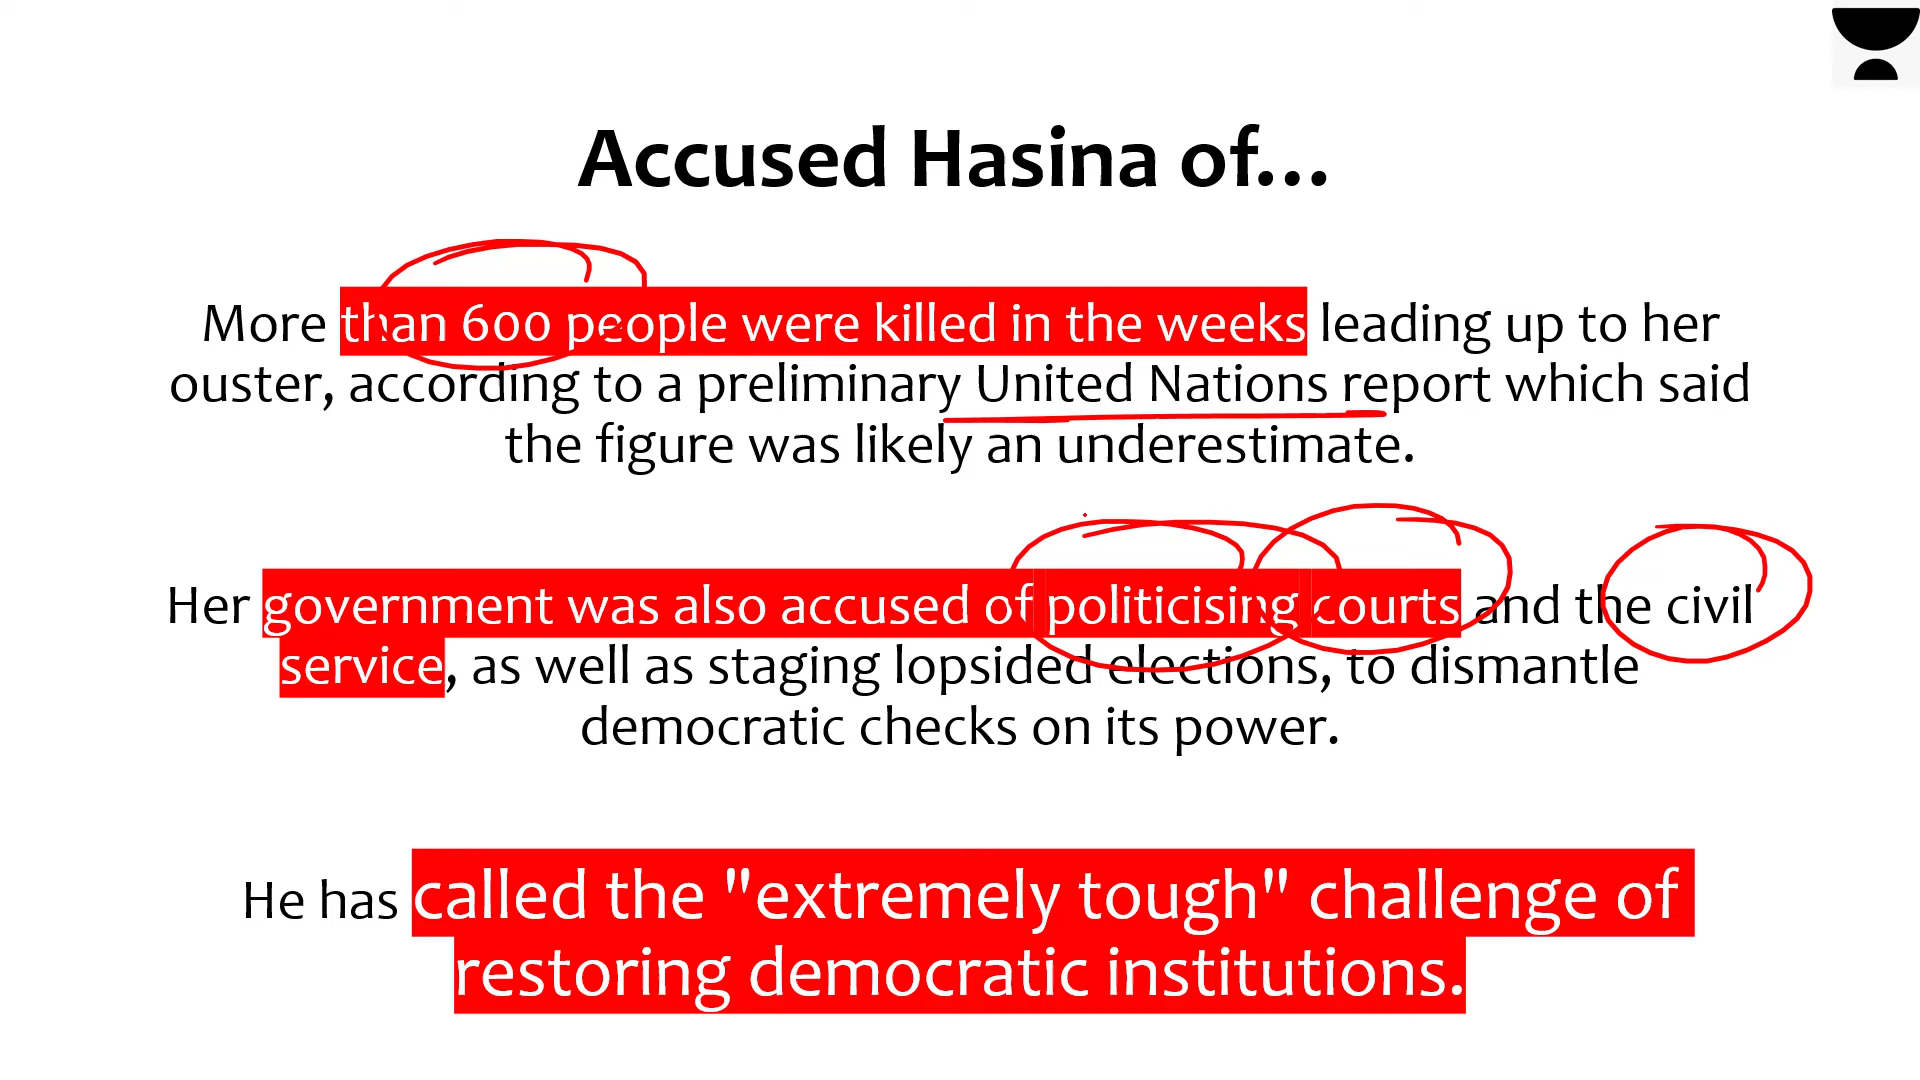 Accused Hasina of...
More than 600 people were killed in the weeks leading up to her
ouster, according to a preliminary United Nations report which said
the figure was likely an underestimate.
Her government was also accused of politicising courts and the civil
service, as well as staging lopsided elections, to dismantle
democratic checks on its power.
He has called the "extremely tough" challenge of
restoring democratic institutions.